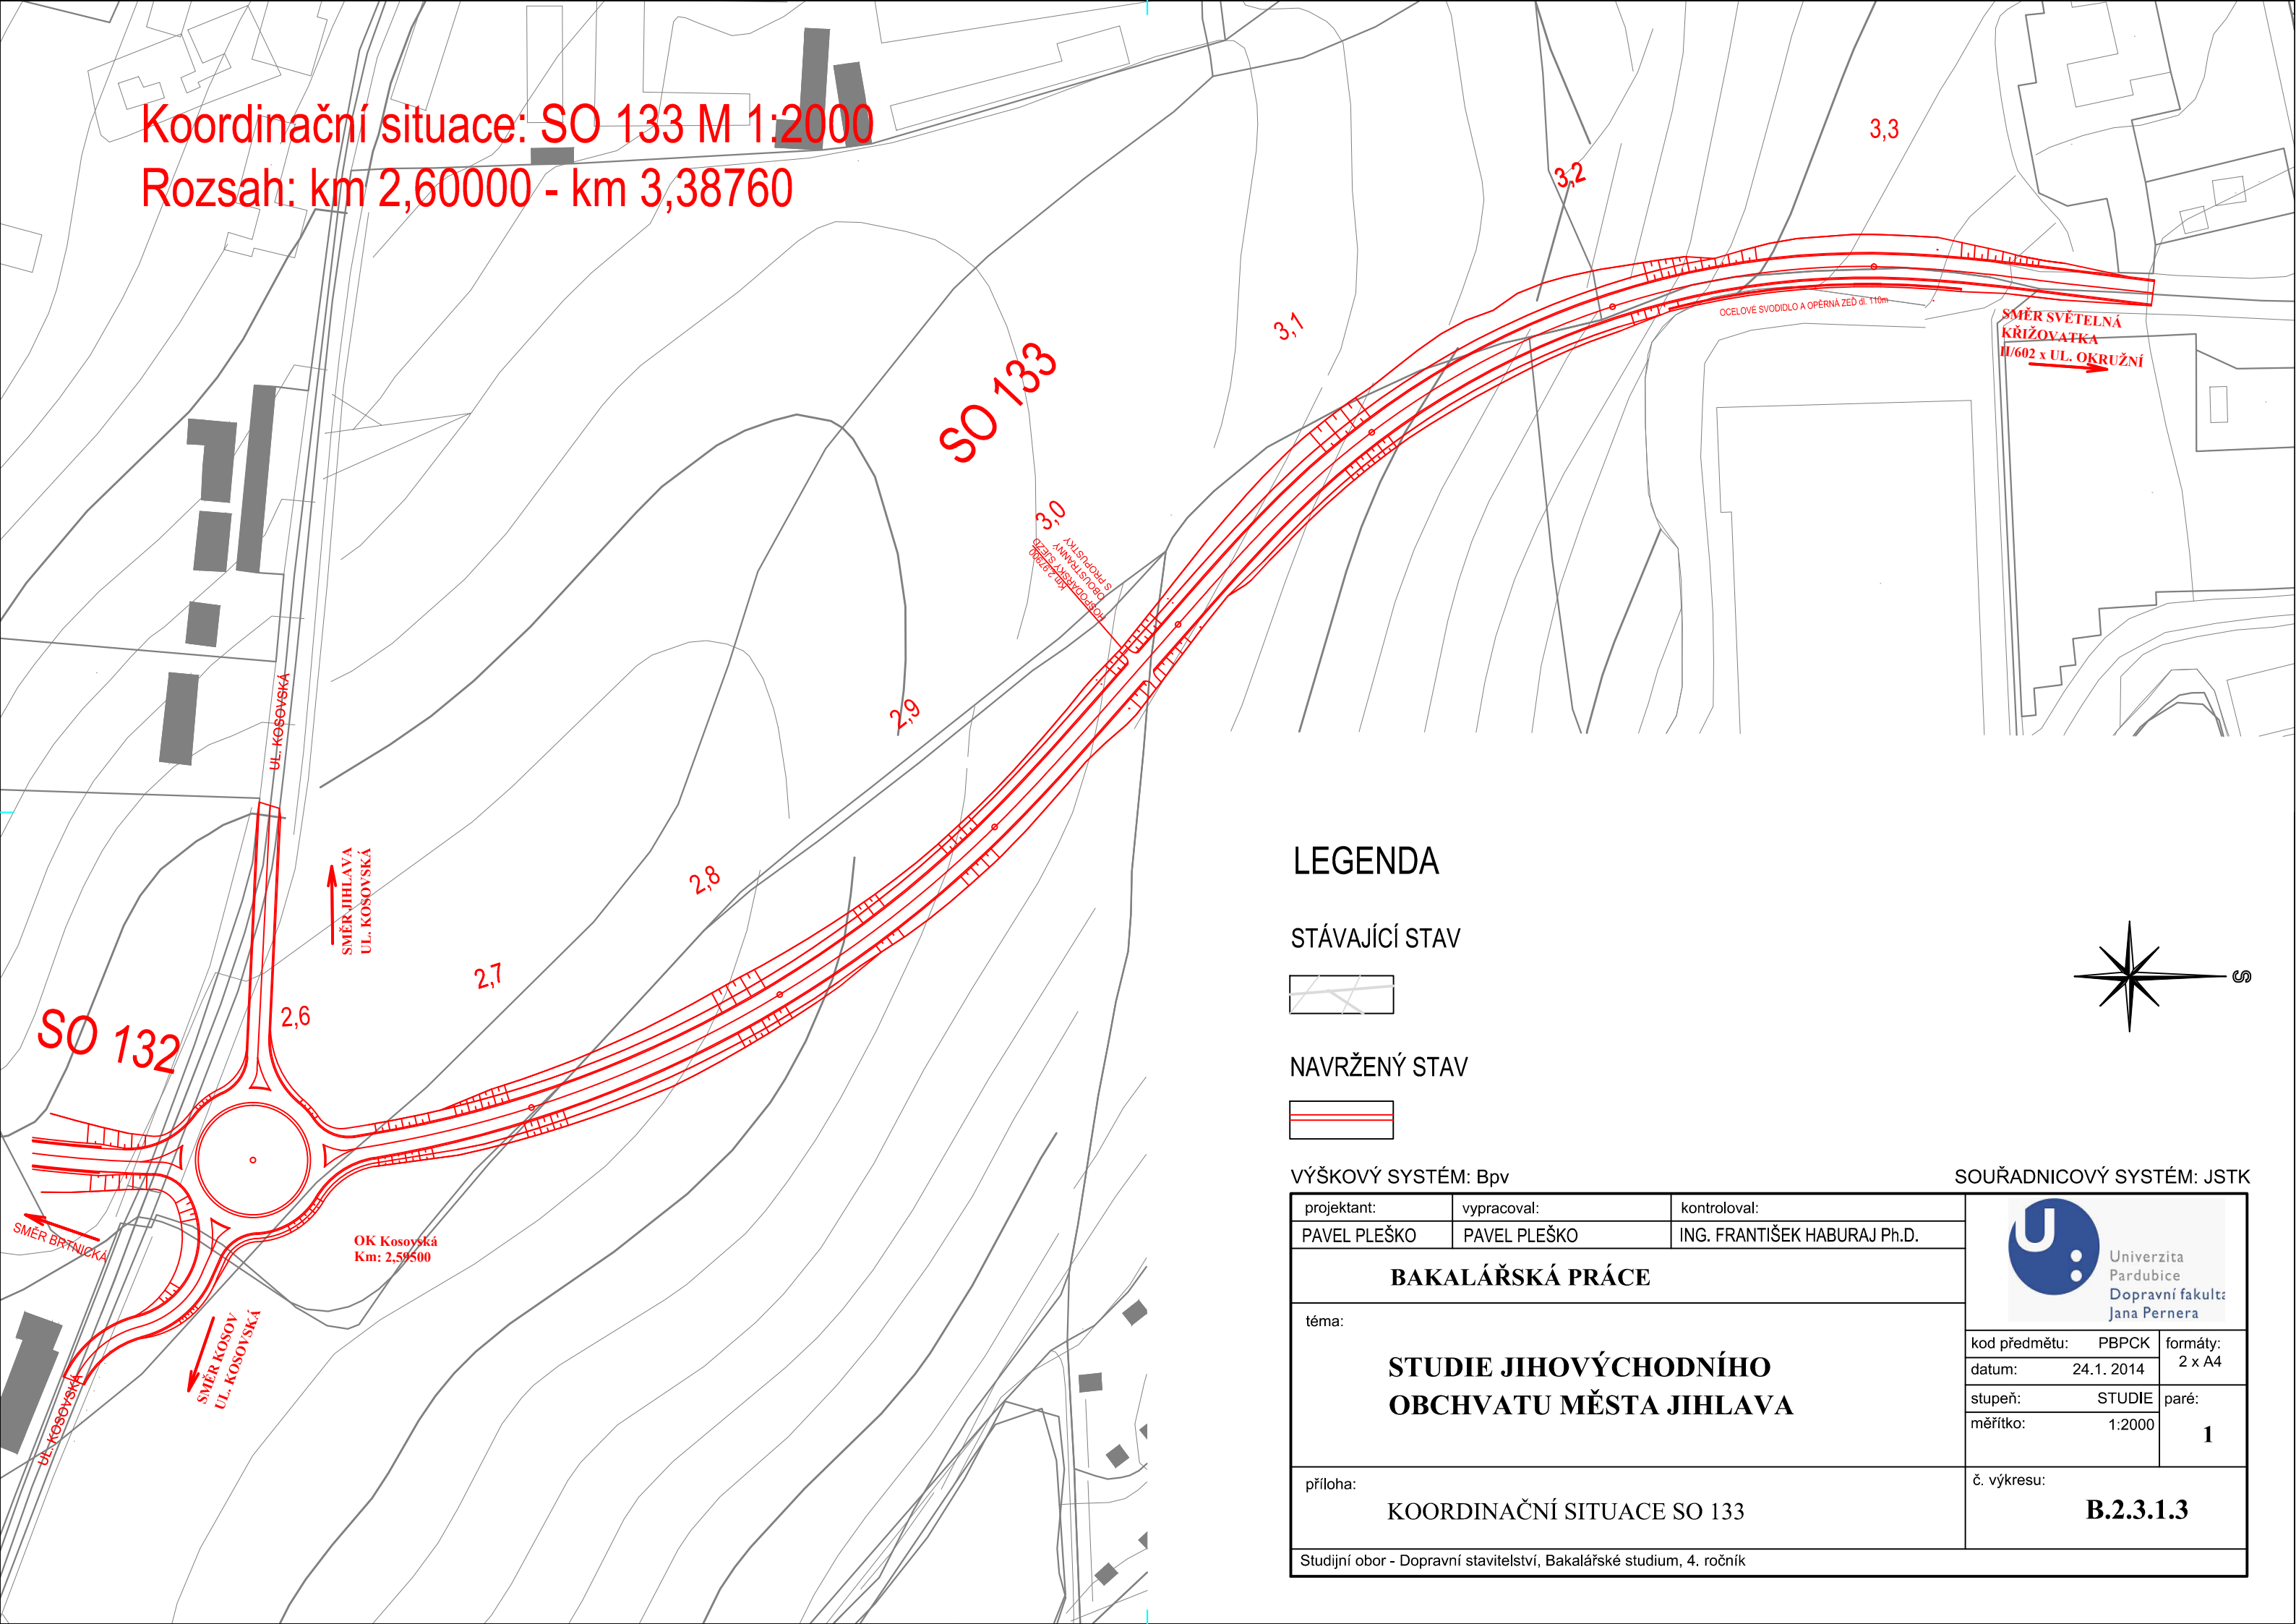 Koordinační situace: SO 133 M 1:2000
Rozsah: km 2,60000 - km 3,38760
3,3
3,2
3,1
OCELOVÉ SVODIDLO A OPĚRNÁ ZEĎ dl. 110m
SMĚR SVĚTELNÁ
KŘIŽOVATKA
II/602 x UL. OKRUŽNÍ
SO 133
3,0
Km 2,97900
HOSPODÁŘSKÝ SJEZD
OBOUSTRANNÝ
S PROPUSTKY
2,9
UL. KOSOVSKÁ
2,8
SMĚR JIHLAVA
UL. KOSOVSKÁ
2,7
2,6
SO 132
SMĚR BRTNICKÁ
OK Kosovská
Km: 2,59500
SMĚR KOSOV
UL. KOSOVSKÁ
UL. KOSOVSKÁ
LEGENDA
STÁVAJÍCÍ STAV
S
NAVRŽENÝ STAV
VÝŠKOVÝ SYSTÉM: Bpv
SOUŘADNICOVÝ SYSTÉM: JSTK
projektant:
vypracoval:
kontroloval:
PAVEL PLEŠKO
PAVEL PLEŠKO
ING. FRANTIŠEK HABURAJ Ph.D.
Univerzita
Pardubice
Dopravní fakulta
Jana Pernera
BAKALÁŘSKÁ PRÁCE
téma:
STUDIE JIHOVÝCHODNÍHO
OBCHVATU MĚSTA JIHLAVA
kod předmětu: PBPCK
formáty:
2 x A4
datum: 24.1. 2014
stupeň: STUDIE
paré:
1
měřítko: 1:2000
příloha:
KOORDINAČNÍ SITUACE SO 133
č. výkresu:
B.2.3.1.3
Studijní obor - Dopravní stavitelství, Bakalářské studium, 4. ročník